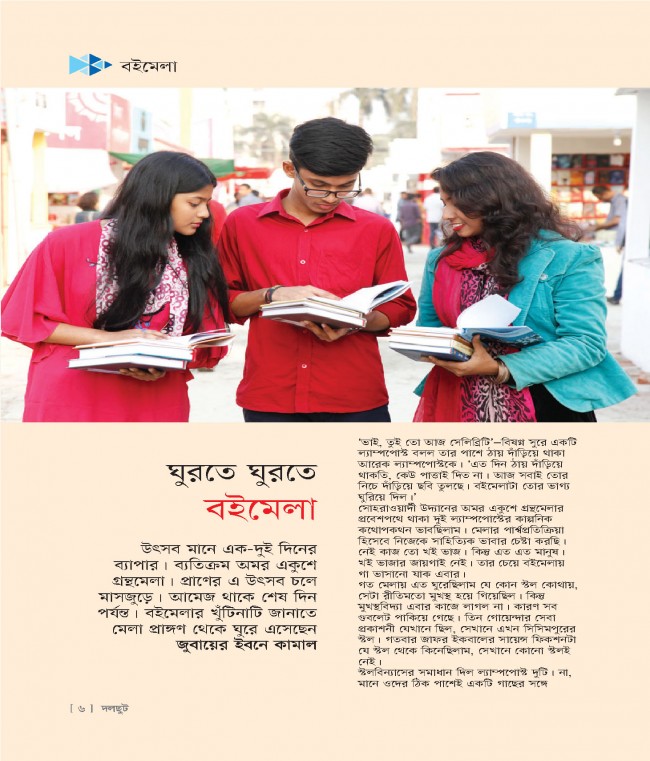 বইমেলা
ঘুরতে ঘুরতে
বইমেলা
উৎসব মানে এক-দুই দিনের
ব্যাপার। ব্যতিক্রম অমর একুশে
গ্রন্থমেলা। প্রাণের এ উৎসব চলে
মাসজুড়ে। আমেজ থাকে শেষ দিন
পর্যন্ত। বইমেলার খুঁটিনাটি জানাতে
মেলা প্রাঙ্গণ থেকে ঘুরে এসেছেন
জুবায়ের ইবনে কামাল
‘ভাই, তুই তো আজ সেলিব্রিটি’—বিষণ্ন সুরে একটি
ল্যাম্পপোস্ট বলল তার পাশে ঠায় দাঁড়িয়ে থাকা
আরেক ল্যাম্পপোস্টকে। ‘এত দিন ঠায় দাঁড়িয়ে
থাকতি, কেউ পাত্তাই দিত না। আজ সবাই তোর
নিচে দাঁড়িয়ে ছবি তুলছে। বইমেলাটা তোর ভাগ্য
ঘুরিয়ে দিল।’
সোহরাওয়ার্দী উদ্যানের অমর একুশে গ্রন্থমেলার
প্রবেশপথে থাকা দুই ল্যাম্পপোস্টের কাল্পনিক
কথোপকথন ভাবছিলাম। মেলার পার্শ্বপ্রতিক্রিয়া
হিসেবে নিজেকে সাহিত্যিক ভাবার চেষ্টা করছি।
নেই কাজ তো খই ভাজ। কিন্তু এত এত মানুষ।
খই ভাজার জায়গাই নেই। তার চেয়ে বইমেলায়
গা ভাসানো যাক এবার।
গত মেলায় এত ঘুরেছিলাম যে কোন স্টল কোথায়,
সেটা রীতিমতো মুখস্থ হয়ে গিয়েছিল। কিন্তু
মুখস্থবিদ্যা এবার কাজে লাগল না। কারণ সব
গুবলেট পাকিয়ে গেছে। তিন গোয়েন্দার সেবা
প্রকাশনী যেখানে ছিল, সেখানে এখন সিসিমপুরের
স্টল। গতবার জাফর ইকবালের সায়েন্স ফিকশনটা
যে স্টল থেকে কিনেছিলাম, সেখানে কোনো স্টলই
নেই।
স্টলবিন্যাসের সমাধান দিল ল্যাম্পপোস্ট দুটি। না,
মানে ওদের ঠিক পাশেই একটি গাছের সঙ্গে
[ ৬ ] দলছুট